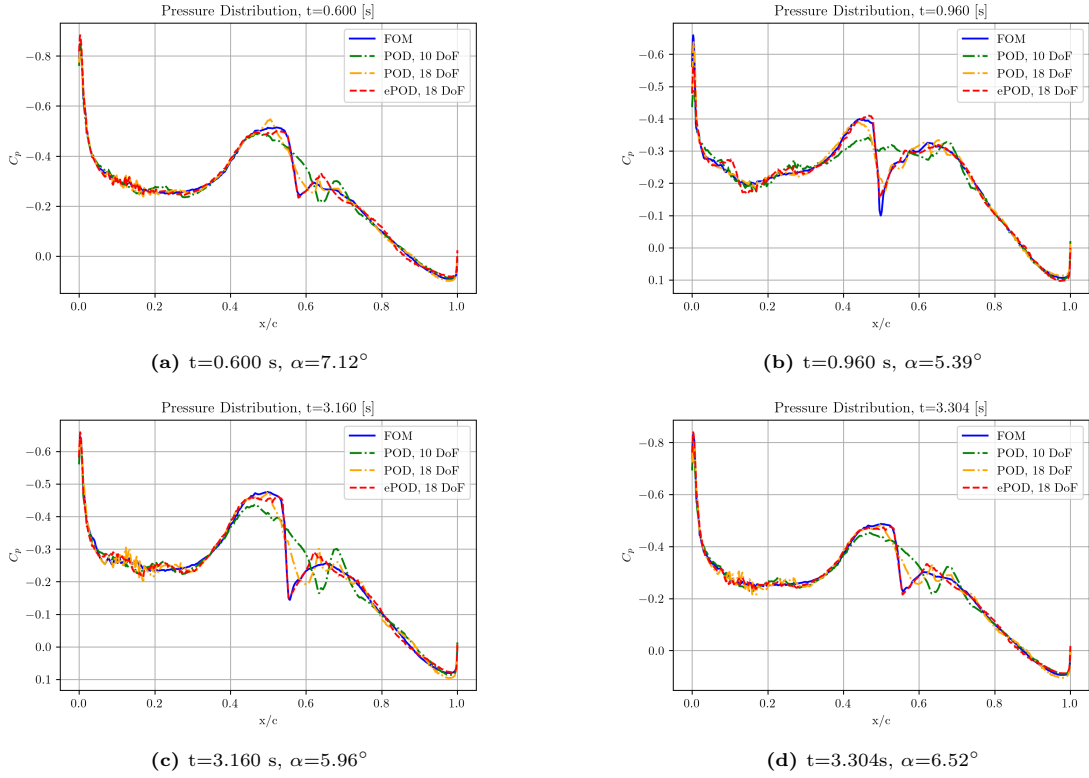 Pressure Distribution, t=0.600 [s]
FOM
POD, 10 DoF
POD, 18 DoF
ePOD, 18 DoF
−0.8
−0.6
−0.4
−0.2
0.0
C_p
0.0 0.2 0.4 0.6 0.8 1.0
x/c
(a) t=0.600 s, α=7.12°
Pressure Distribution, t=0.960 [s]
FOM
POD, 10 DoF
POD, 18 DoF
ePOD, 18 DoF
−0.6
−0.5
−0.4
−0.3
−0.2
−0.1
0.0
0.1
C_p
0.0 0.2 0.4 0.6 0.8 1.0
x/c
(b) t=0.960 s, α=5.39°
Pressure Distribution, t=3.160 [s]
FOM
POD, 10 DoF
POD, 18 DoF
ePOD, 18 DoF
−0.6
−0.5
−0.4
−0.3
−0.2
−0.1
0.0
0.1
C_p
0.0 0.2 0.4 0.6 0.8 1.0
x/c
(c) t=3.160 s, α=5.96°
Pressure Distribution, t=3.304 [s]
FOM
POD, 10 DoF
POD, 18 DoF
ePOD, 18 DoF
−0.8
−0.6
−0.4
−0.2
0.0
C_p
0.0 0.2 0.4 0.6 0.8 1.0
x/c
(d) t=3.304s, α=6.52°